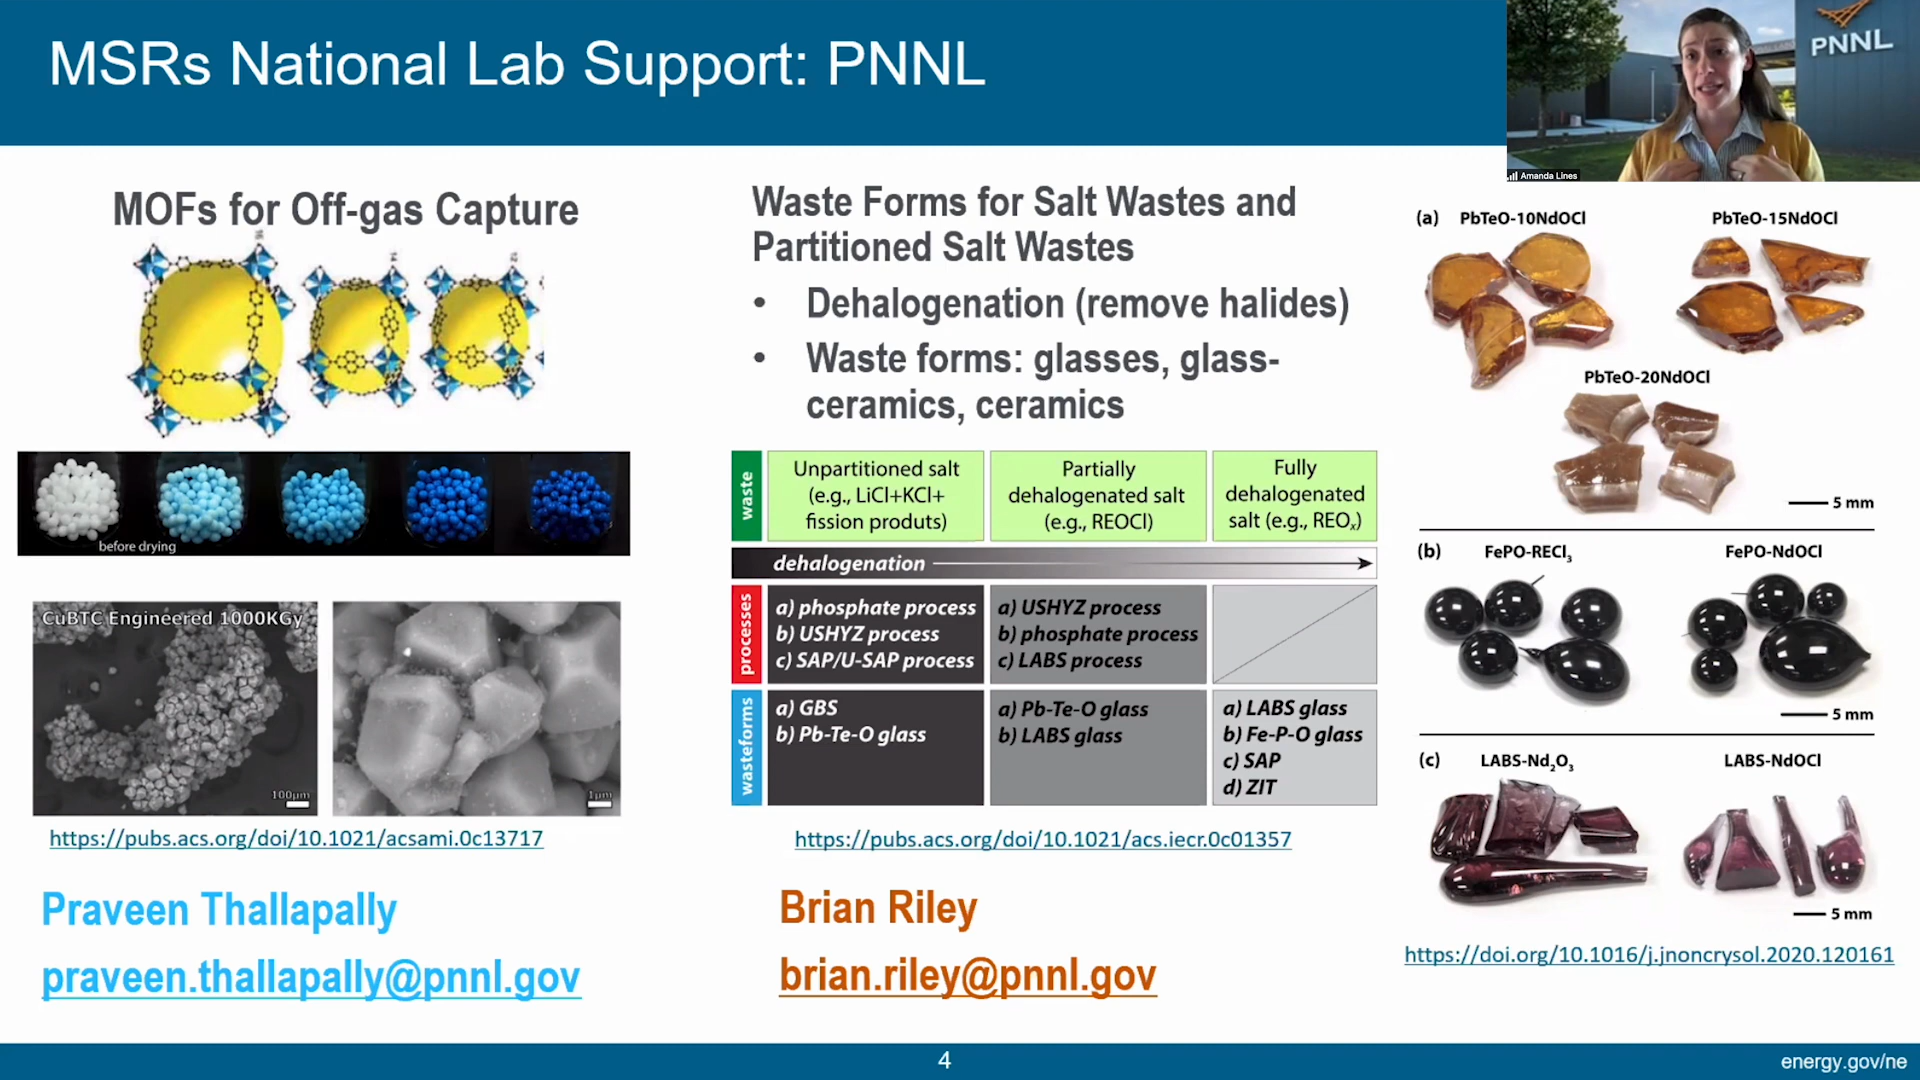 MSRs National Lab Support: PNNL
PNNL
Amanda Lines
MOFs for Off-gas Capture
before drying
CuBTC Engineered 1000KGy
100µm
1µm
https://pubs.acs.org/doi/10.1021/acsami.0c13717
Praveen Thallapally
praveen.thallapally@pnnl.gov
Waste Forms for Salt Wastes and
Partitioned Salt Wastes
• Dehalogenation (remove halides)
• Waste forms: glasses, glass-
ceramics, ceramics
waste
Unpartitioned salt
(e.g., LiCl+KCl+
fission produts)
Partially
dehalogenated salt
(e.g., REOCl)
Fully
dehalogenated
salt (e.g., REOₓ)
dehalogenation
processes
a) phosphate process
b) USHYZ process
c) SAP/U-SAP process
a) USHYZ process
b) phosphate process
c) LABS process
wasteforms
a) GBS
b) Pb-Te-O glass
a) Pb-Te-O glass
b) LABS glass
a) LABS glass
b) Fe-P-O glass
c) SAP
d) ZIT
https://pubs.acs.org/doi/10.1021/acs.iecr.0c01357
Brian Riley
brian.riley@pnnl.gov
(a) PbTeO-10NdOCl PbTeO-15NdOCl
PbTeO-20NdOCl
5 mm
(b) FePO-RECl₃ FePO-NdOCl
5 mm
(c) LABS-Nd₂O₃ LABS-NdOCl
5 mm
https://doi.org/10.1016/j.jnoncrysol.2020.120161
4
energy.gov/ne